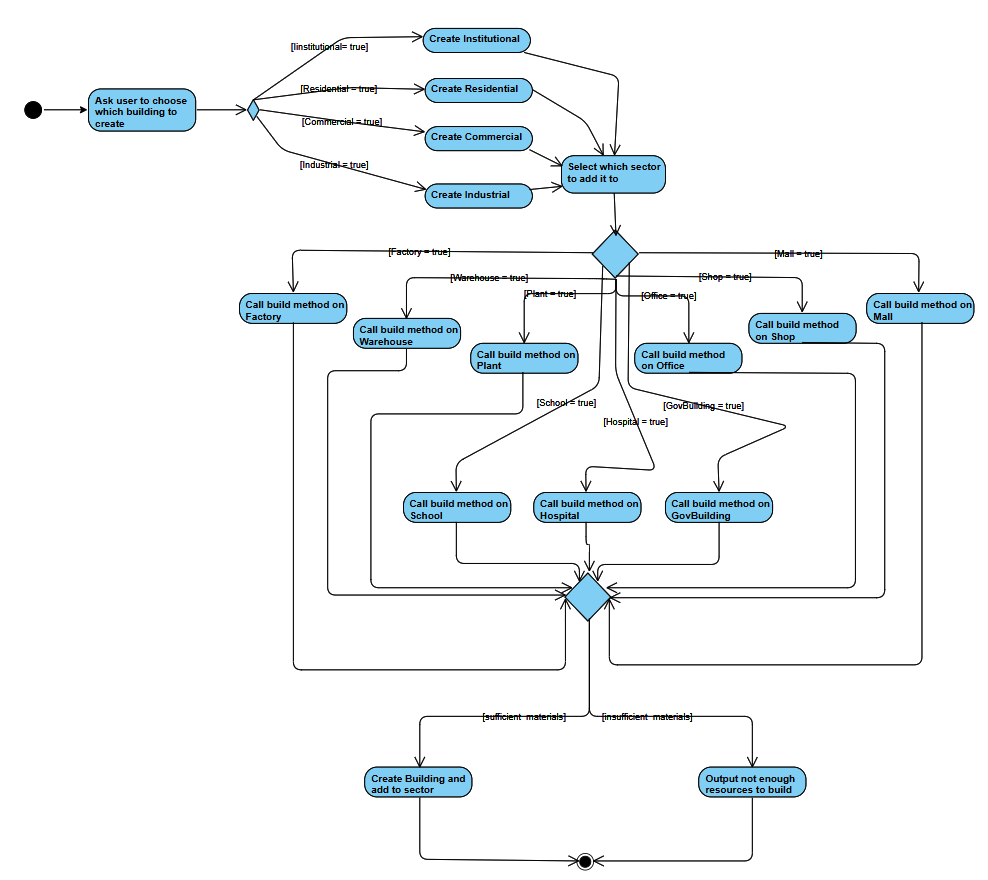 [Iinstitutional= true]
Create Institutional
[Residential = true]
Create Residential
Ask user to choose
which building to
create
[Commercial = true]
Create Commercial
[Industrial = true]
Create Industrial
Select which sector
to add it to
[Factory = true]
[Mall = true]
[Warehouse = true]
[Shop = true]
[Plant = true]
[Office = true]
Call build method on
Factory
Call build method on
Mall
Call build method on
Warehouse
Call build method
on Shop
Call build method on
Plant
Call build method
on Office
[School = true]
[GovBuilding = true]
[Hospital = true]
Call build method on
School
Call build method on
Hospital
Call build method on
GovBuilding
[sufficient materials]
[insufficient materials]
Create Building and
add to sector
Output not enough
resources to build